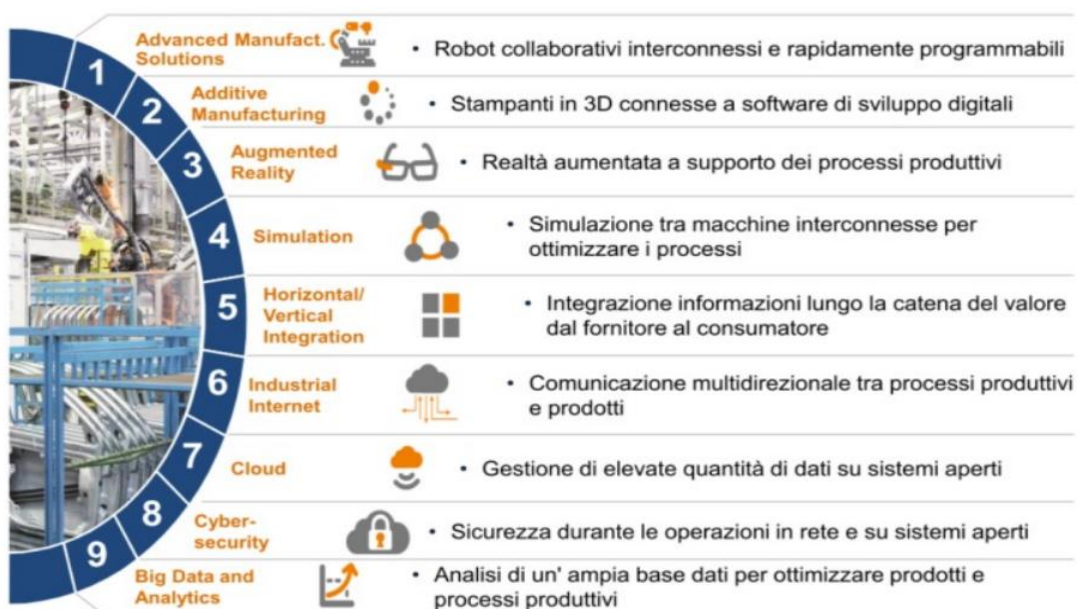 1
Advanced Manufact.
Solutions
• Robot collaborativi interconnessi e rapidamente programmabili
2
Additive
Manufacturing
• Stampanti in 3D connesse a software di sviluppo digitali
3
Augmented
Reality
• Realtà aumentata a supporto dei processi produttivi
4
Simulation
• Simulazione tra macchine interconnesse per
ottimizzare i processi
5
Horizontal/
Vertical
Integration
• Integrazione informazioni lungo la catena del valore
dal fornitore al consumatore
6
Industrial
Internet
• Comunicazione multidirezionale tra processi produttivi
e prodotti
7
Cloud
• Gestione di elevate quantità di dati su sistemi aperti
8
Cyber-
security
• Sicurezza durante le operazioni in rete e su sistemi aperti
9
Big Data and
Analytics
• Analisi di un' ampia base dati per ottimizzare prodotti e
processi produttivi